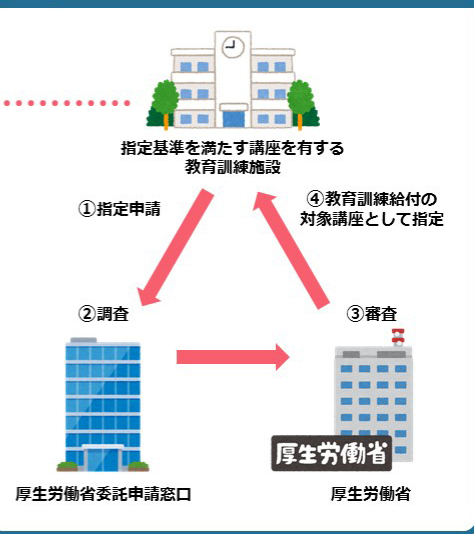 指定基準を満たす講座を有する
教育訓練施設
①指定申請
④教育訓練給付の
対象講座として指定
②調査
③審査
厚生労働省
厚生労働省委託申請窓口
厚生労働省